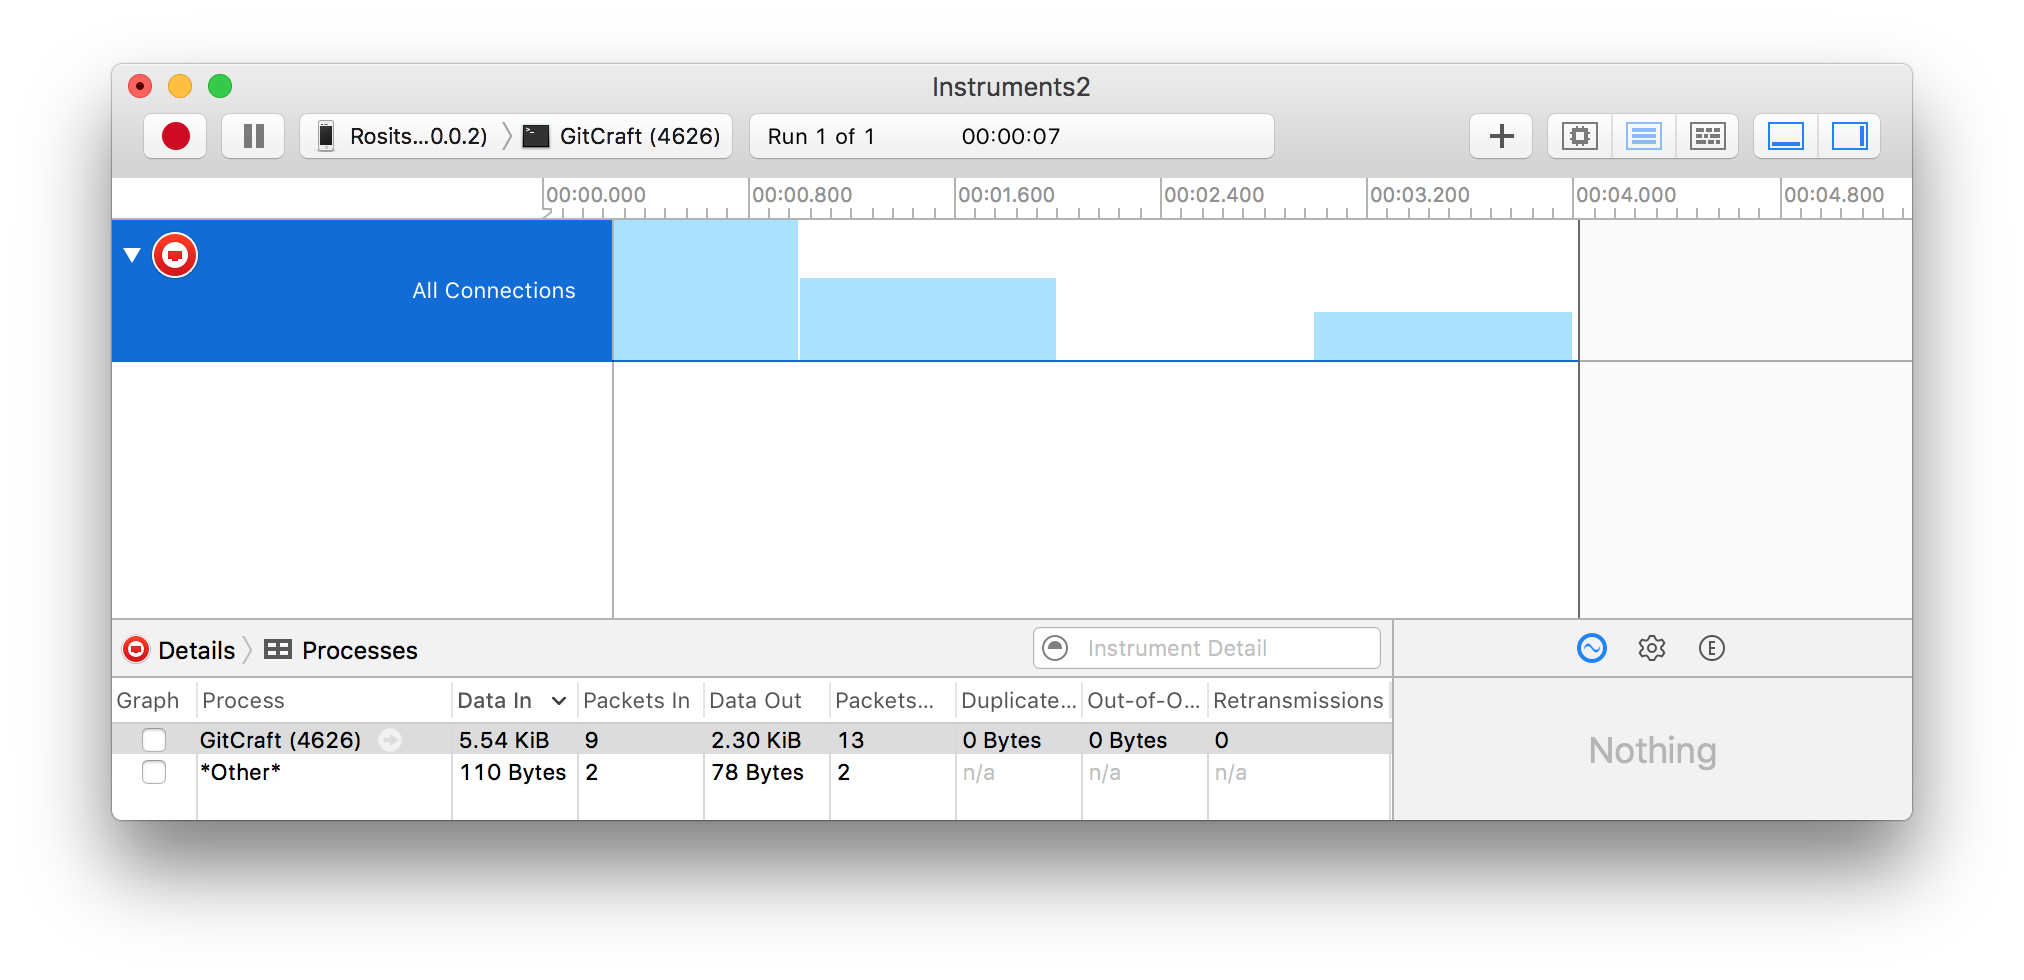 Instruments2
Rosits...0.0.2) GitCraft (4626) Run 1 of 1 00:00:07
00:00.000 00:00.800 00:01.600 00:02.400 00:03.200 00:04.000 00:04.800
All Connections
Details Processes Instrument Detail E
Graph Process Data In Packets In Data Out Packets... Duplicate... Out-of-O... Retransmissions
GitCraft (4626) 5.54 KiB 9 2.30 KiB 13 0 Bytes 0 Bytes 0
*Other* 110 Bytes 2 78 Bytes 2 n/a n/a n/a
Nothing